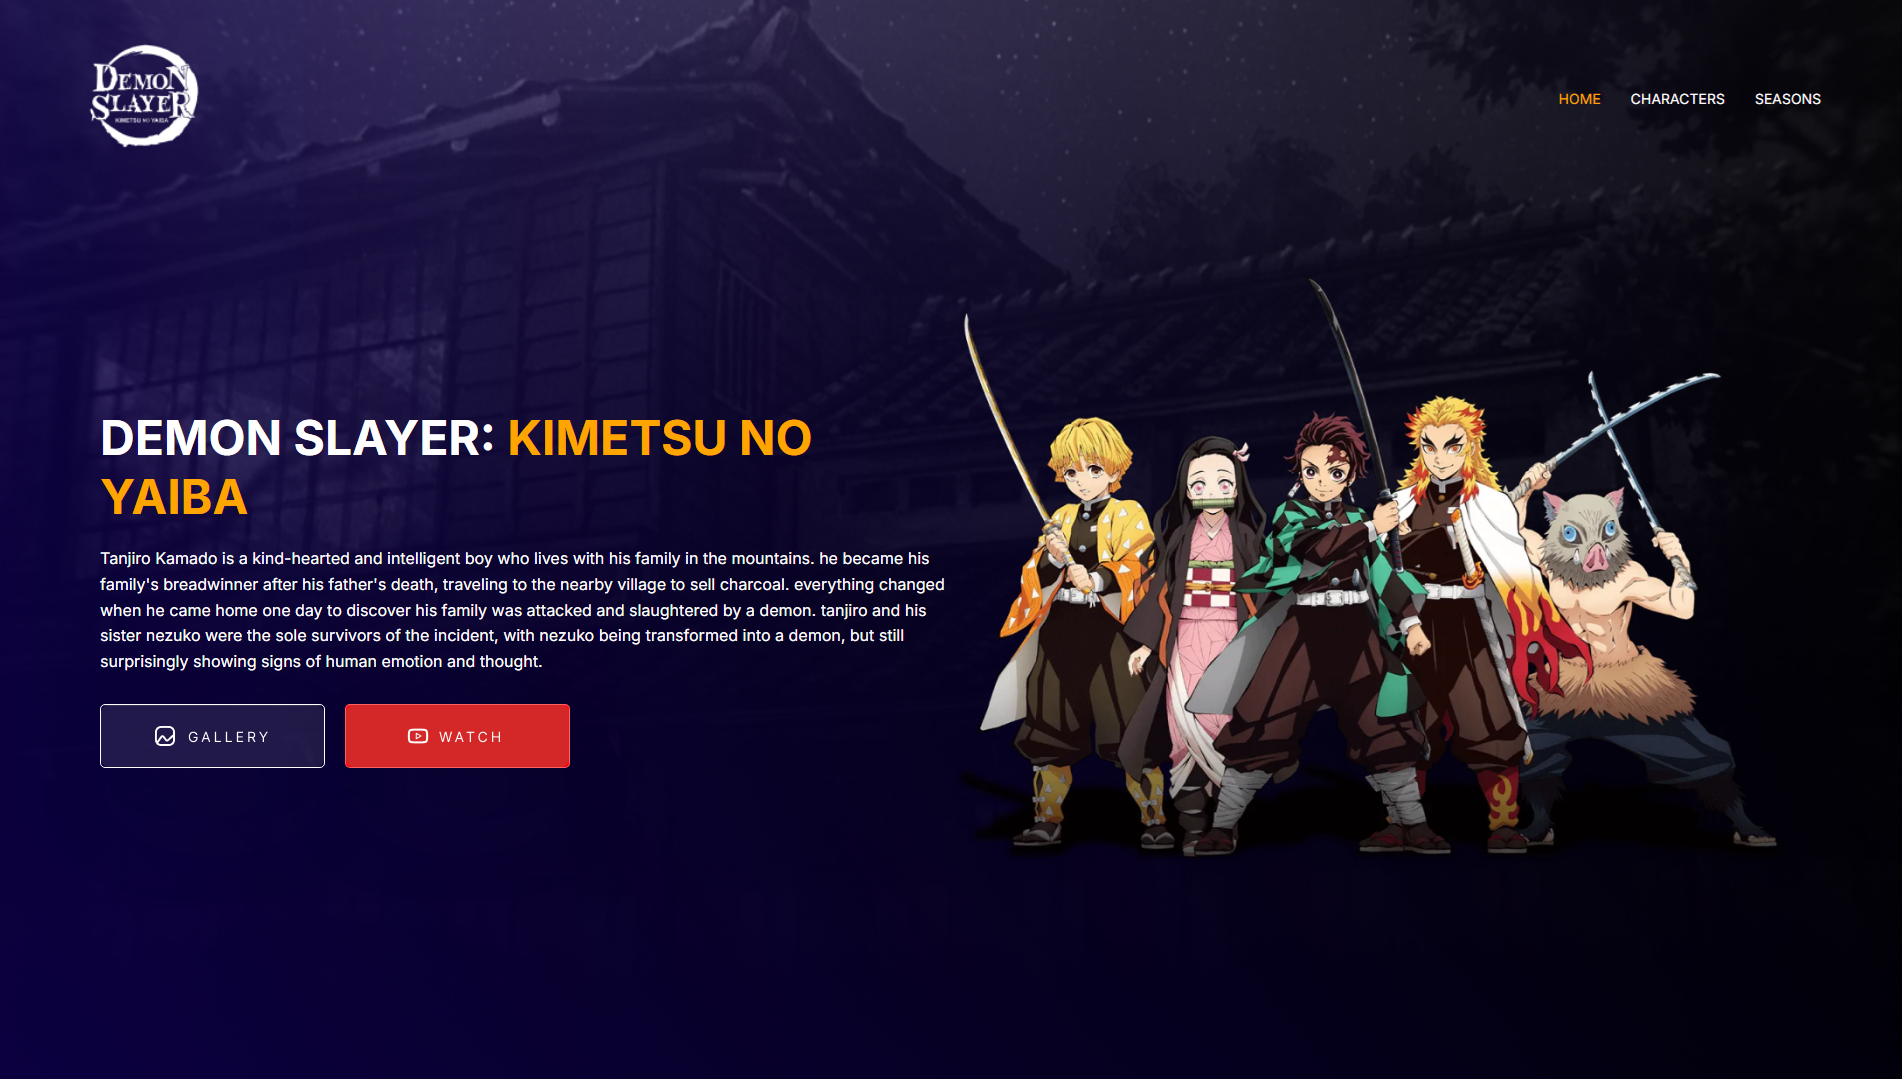 DEMON
SLAYER
KIMETSU NO YAIBA
HOME CHARACTERS SEASONS
DEMON SLAYER: KIMETSU NO
YAIBA
Tanjiro Kamado is a kind-hearted and intelligent boy who lives with his family in the mountains. he became his
family's breadwinner after his father's death, traveling to the nearby village to sell charcoal. everything changed
when he came home one day to discover his family was attacked and slaughtered by a demon. tanjiro and his
sister nezuko were the sole survivors of the incident, with nezuko being transformed into a demon, but still
surprisingly showing signs of human emotion and thought.
GALLERY WATCH